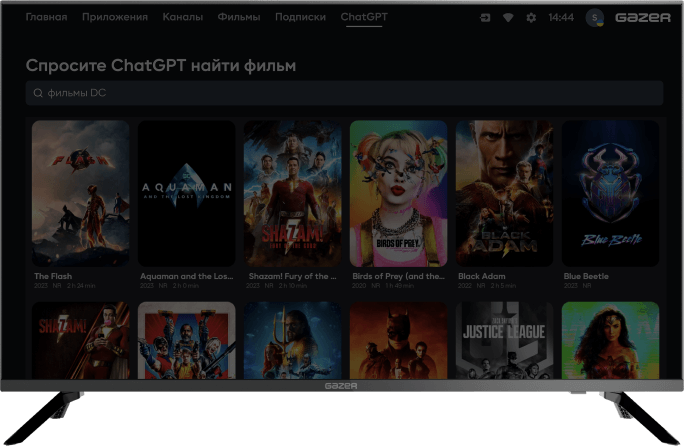 Главная Приложения Каналы Фильмы Подписки ChatGPT 14:44 S GAZER
Спросите ChatGPT найти фильм
фильмы DC
FLASH
AQUAMAN
AND THE LOST KINGDOM
SHAZAM!
FURY OF THE GODS
BIRDS OF PREY
BLACK ADAM
Blue Beetle
The Flash Aquaman and the Los... Shazam! Fury of the ... Birds of Prey (and the... Black Adam Blue Beetle
2023 NR 2 h 24 min 2023 NR 2 h 0 min 2023 NR 2 h 10 min 2020 NR 1 h 49 min 2022 NR 2 h 5 min 2023 NR
SHAZAM!
JUSTICE LEAGUE
GAZER